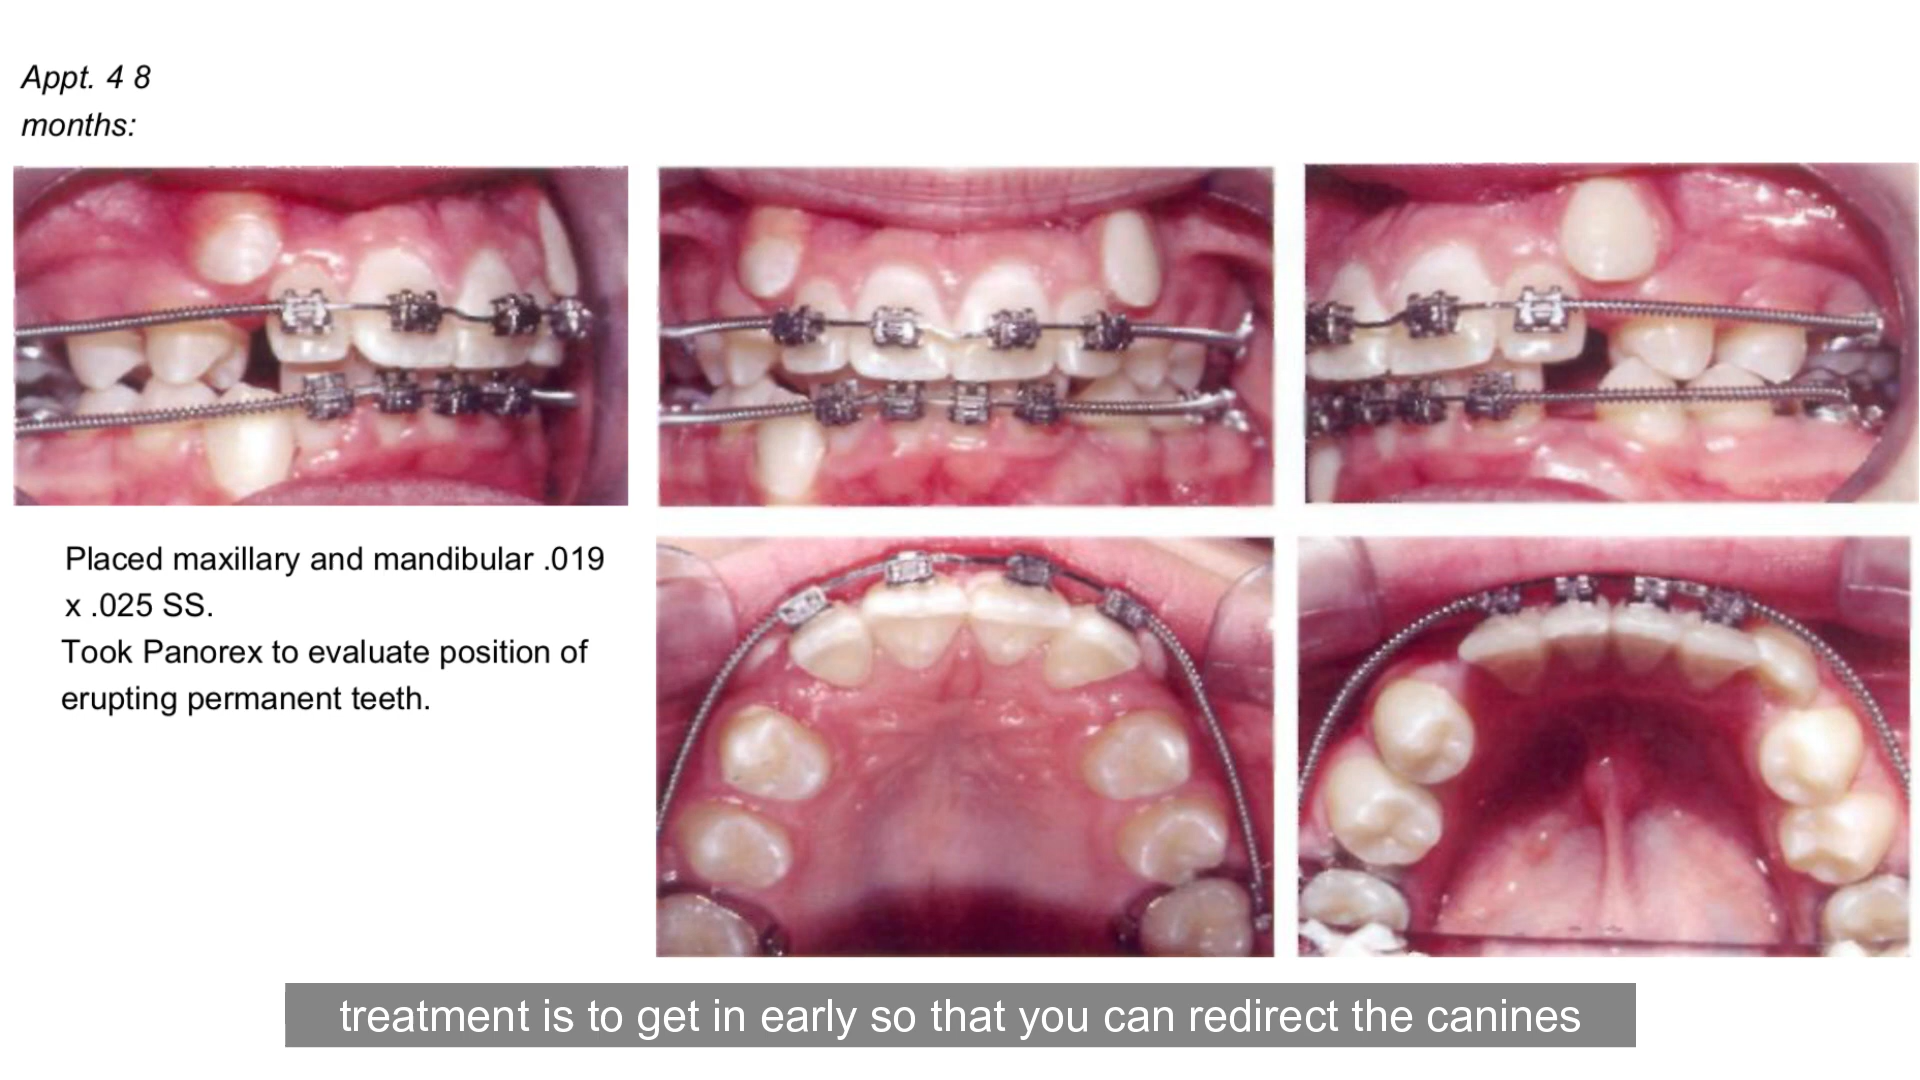 Appt. 4 8
months:
Placed maxillary and mandibular .019
x .025 SS.
Took Panorex to evaluate position of
erupting permanent teeth.
treatment is to get in early so that you can redirect the canines